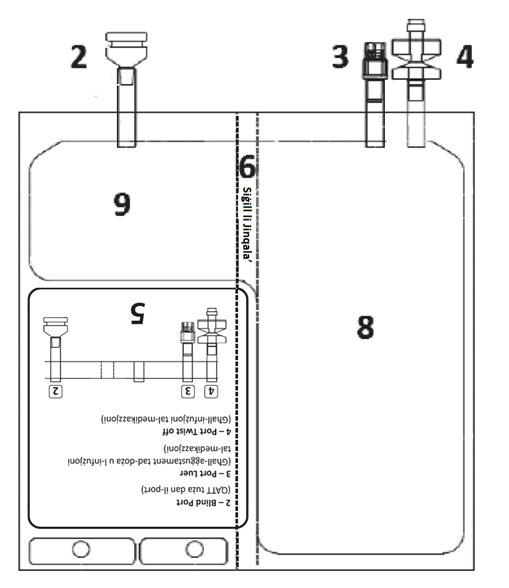 2
3
4
6
Siġill li Jinqala’
9
8
2 – Blind Port
(QATT tuża dan il-port)
3 – Port Luer
(Għall-aġġustament tad-doża u l-infużjoni
tal-medikazzjoni)
4 – Port Twist off
(Għall-infużjoni tal-medikazzjoni)
4
3
2
5